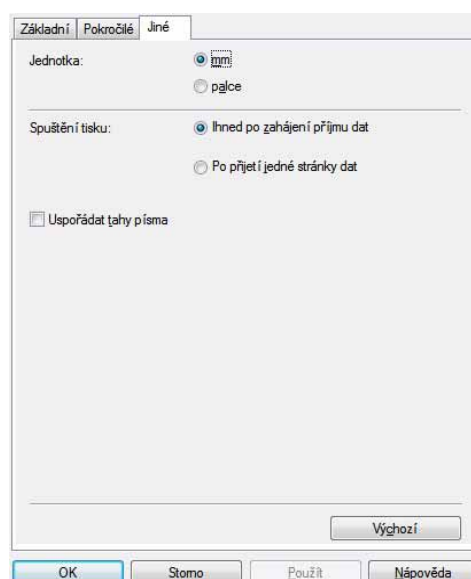 Základní Pokročilé Jiné
Jednotka: mm
palce
Spuštění tisku: Ihned po zahájení příjmu dat
Po přijetí jedné stránky dat
Uspořádat tahy písma
Výchozí
OK Storno Použít Nápověda